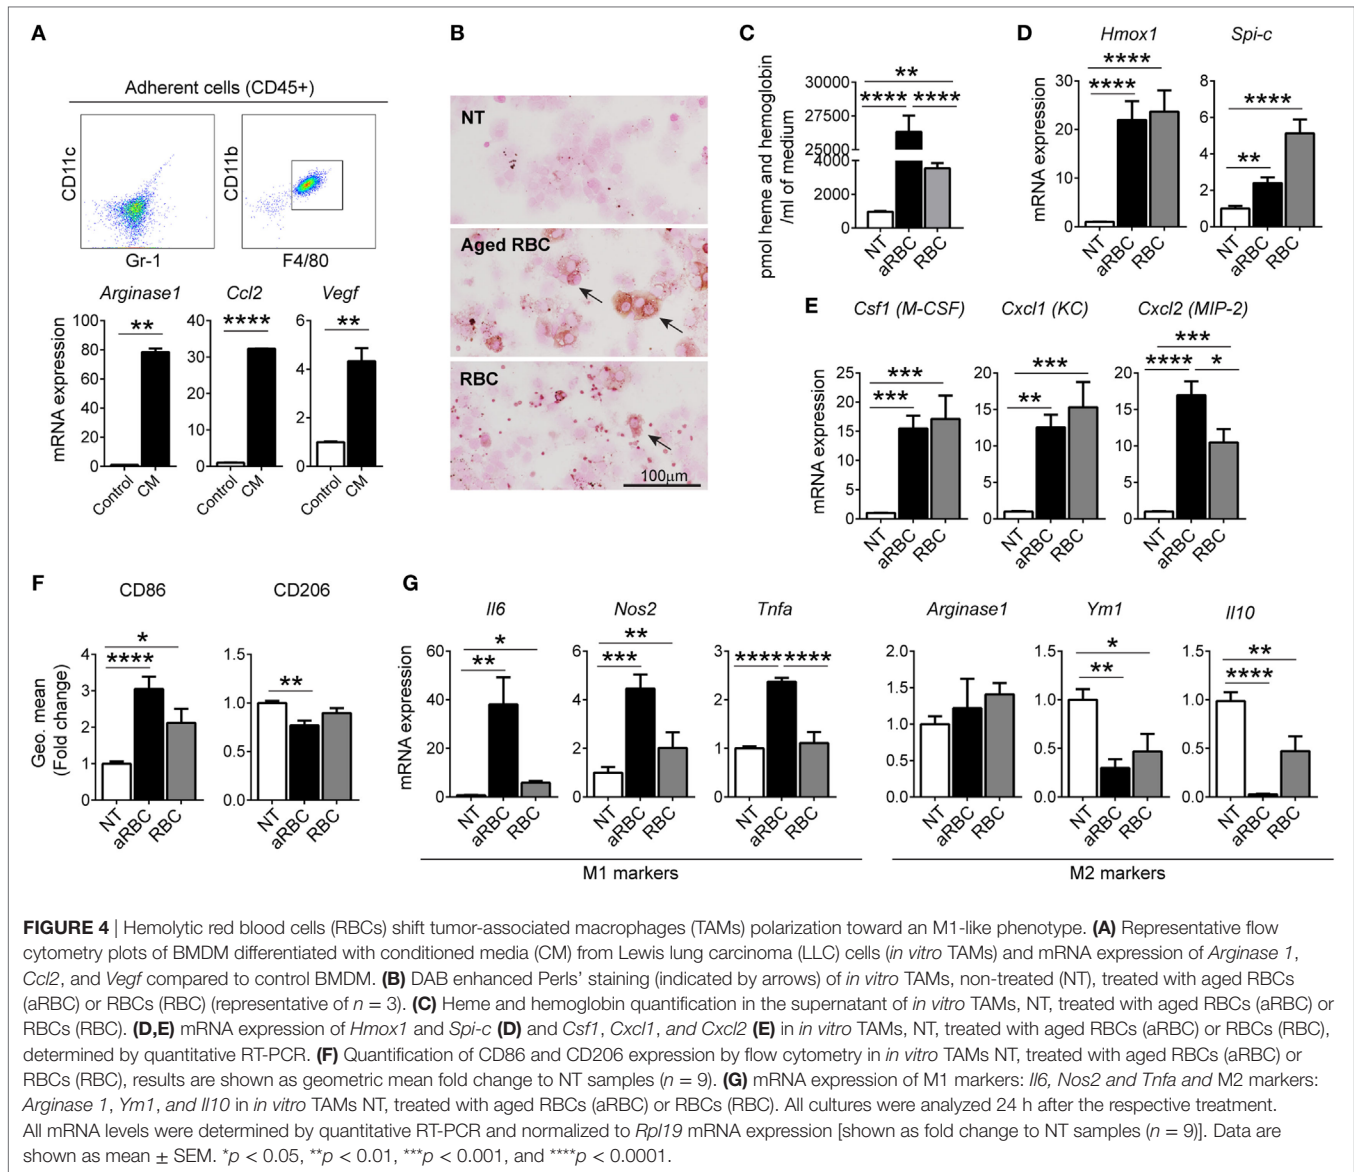 A
Adherent cells (CD45+)
CD11c
Gr-1
CD11b
F4/80
mRNA expression
Arginase1
**
100
80
60
40
20
0
Control
CM
Ccl2
****
40
30
20
10
0
Control
CM
Vegf
**
6
4
2
0
Control
CM
B
NT
Aged RBC
RBC
100μm
C
pmol heme and hemoglobin
/ml of medium
**
**** ****
30000
27500
25000
4000
2000
0
NT
aRBC
RBC
D
mRNA expression
Hmox1
****
****
30
20
10
0
NT
aRBC
RBC
Spi-c
****
**
8
6
4
2
0
NT
aRBC
RBC
E
mRNA expression
Csf1 (M-CSF)
***
***
25
20
15
10
5
0
NT
aRBC
RBC
Cxcl1 (KC)
***
**
20
15
10
5
0
NT
aRBC
RBC
Cxcl2 (MIP-2)
***
**** *
20
15
10
5
0
NT
aRBC
RBC
F
Geo. mean
(Fold change)
CD86
*
****
4
3
2
1
0
NT
aRBC
RBC
CD206
**
1.5
1.0
0.5
0.0
NT
aRBC
RBC
G
mRNA expression
Il6
*
**
60
40
20
0
NT
aRBC
RBC
Nos2
**
***
6
4
2
0
NT
aRBC
RBC
Tnfa
**** ****
3
2
1
0
NT
aRBC
RBC
M1 markers
Arginase1
2.0
1.5
1.0
0.5
0.0
NT
aRBC
RBC
Ym1
*
**
1.5
1.0
0.5
0.0
NT
aRBC
RBC
Il10
**
****
1.5
1.0
0.5
0.0
NT
aRBC
RBC
M2 markers
FIGURE 4 | Hemolytic red blood cells (RBCs) shift tumor-associated macrophages (TAMs) polarization toward an M1-like phenotype. (A) Representative flow
cytometry plots of BMDM differentiated with conditioned media (CM) from Lewis lung carcinoma (LLC) cells (in vitro TAMs) and mRNA expression of Arginase 1,
Ccl2, and Vegf compared to control BMDM. (B) DAB enhanced Perls' staining (indicated by arrows) of in vitro TAMs, non-treated (NT), treated with aged RBCs
(aRBC) or RBCs (RBC) (representative of n = 3). (C) Heme and hemoglobin quantification in the supernatant of in vitro TAMs, NT, treated with aged RBCs (aRBC) or
RBCs (RBC). (D,E) mRNA expression of Hmox1 and Spi-c (D) and Csf1, Cxcl1, and Cxcl2 (E) in in vitro TAMs, NT, treated with aged RBCs (aRBC) or RBCs (RBC),
determined by quantitative RT-PCR. (F) Quantification of CD86 and CD206 expression by flow cytometry in in vitro TAMs NT, treated with aged RBCs (aRBC) or
RBCs (RBC), results are shown as geometric mean fold change to NT samples (n = 9). (G) mRNA expression of M1 markers: Il6, Nos2 and Tnfa and M2 markers:
Arginase 1, Ym1, and Il10 in in vitro TAMs NT, treated with aged RBCs (aRBC) or RBCs (RBC). All cultures were analyzed 24 h after the respective treatment.
All mRNA levels were determined by quantitative RT-PCR and normalized to Rpl19 mRNA expression [shown as fold change to NT samples (n = 9)]. Data are
shown as mean ± SEM. *p < 0.05, **p < 0.01, ***p < 0.001, and ****p < 0.0001.